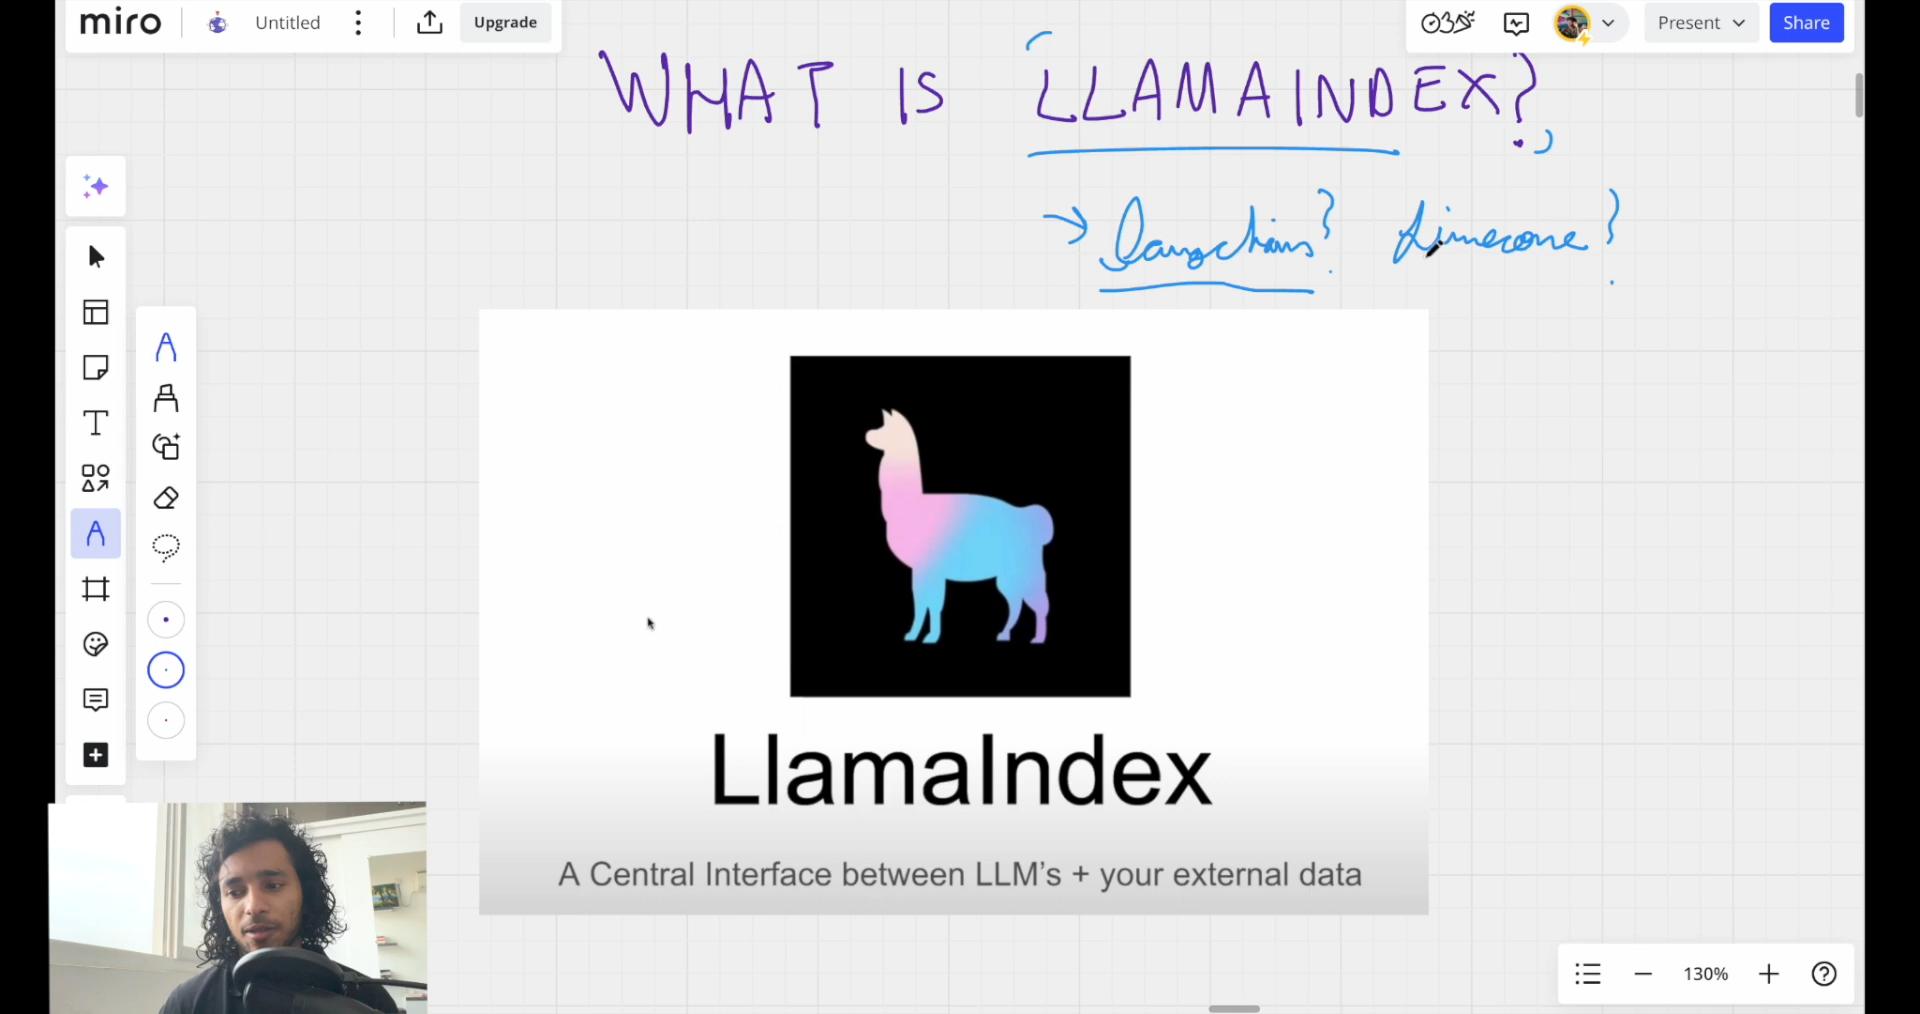 miro Untitled Upgrade Present Share
WHAT IS LLAMAINDEX?
→ langchain? pinecone?
LlamaIndex
A Central Interface between LLM's + your external data
130%